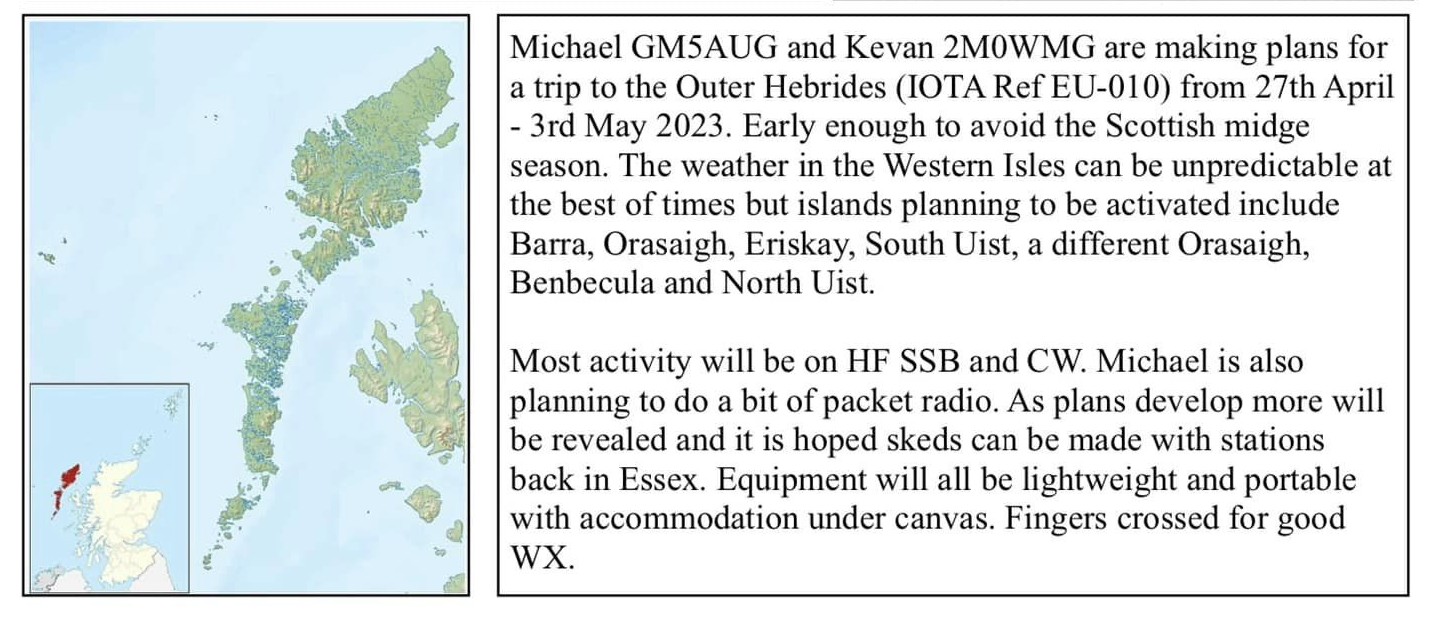 Michael GM5AUG and Kevan 2M0WMG are making plans for
a trip to the Outer Hebrides (IOTA Ref EU-010) from 27th April
- 3rd May 2023. Early enough to avoid the Scottish midge
season. The weather in the Western Isles can be unpredictable at
the best of times but islands planning to be activated include
Barra, Orasaigh, Eriskay, South Uist, a different Orasaigh,
Benbecula and North Uist.
Most activity will be on HF SSB and CW. Michael is also
planning to do a bit of packet radio. As plans develop more will
be revealed and it is hoped skeds can be made with stations
back in Essex. Equipment will all be lightweight and portable
with accommodation under canvas. Fingers crossed for good
WX.